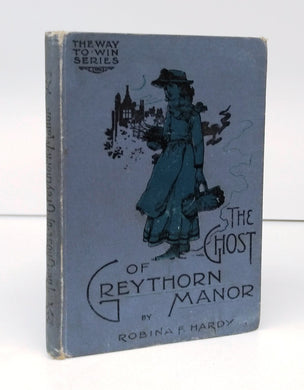 THE WAY
TO WIN
SERIES
THE
GHOST
OF
GREYTHORN
MANOR
BY
ROBINA F. HARDY